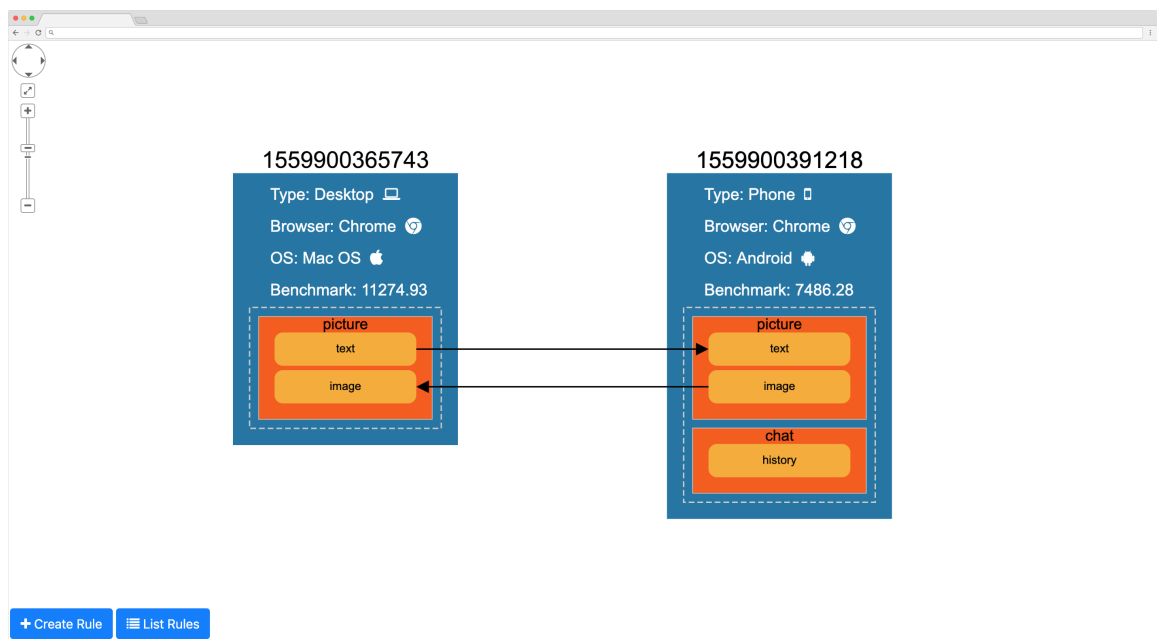 1559900365743
Type: Desktop
Browser: Chrome
OS: Mac OS
Benchmark: 11274.93
picture
text
image
1559900391218
Type: Phone
Browser: Chrome
OS: Android
Benchmark: 7486.28
picture
text
image
chat
history
Create Rule
List Rules